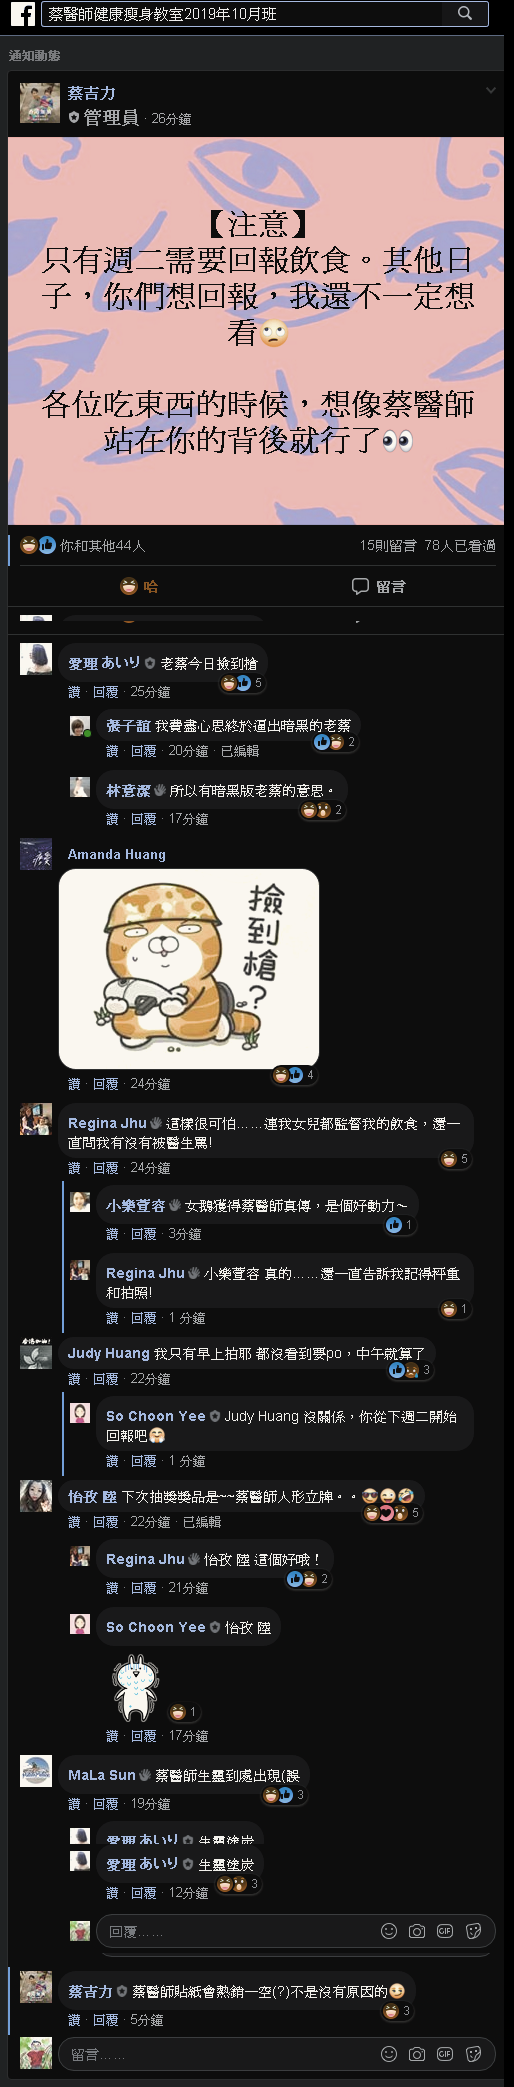 蔡醫師健康瘦身教室2019年10月班
通知動態
蔡吉力
管理員 · 26分鐘
【注意】
只有週二需要回報飲食。其他日
子，你們想回報，我還不一定想
看🙄
各位吃東西的時候，想像蔡醫師
站在你的背後就行了👀
你和其他44人
15則留言 78人已看過
哈
留言
愛理 あいり 老蔡今日撿到槍
5
讚 · 回覆 · 25分鐘
張子誼 我費盡心思終於逼出暗黑的老蔡
2
讚 · 回覆 · 20分鐘 · 已編輯
林意潔 所以有暗黑版老蔡的意思。
2
讚 · 回覆 · 17分鐘
Amanda Huang
撿到槍？
4
讚 · 回覆 · 24分鐘
Regina Jhu 這樣很可怕……連我女兒都監督我的飲食，還一
直問我有沒有被醫生罵!
5
讚 · 回覆 · 24分鐘
小樂萱容 女鵝獲得蔡醫師真傳，是個好動力～
1
讚 · 回覆 · 3分鐘
Regina Jhu 小樂萱容 真的……還一直告訴我記得秤重
和拍照!
1
讚 · 回覆 · 1 分鐘
Judy Huang 我只有早上拍耶 都沒看到要po，中午就算了
3
讚 · 回覆 · 22分鐘
So Choon Yee Judy Huang 沒關係，你從下週二開始
回報吧🤗
讚 · 回覆 · 1 分鐘
怡孜 陸 下次抽獎獎品是~~蔡醫師人形立牌。。😎😜🤣
5
讚 · 回覆 · 22分鐘 · 已編輯
Regina Jhu 怡孜 陸 這個好哦！
2
讚 · 回覆 · 21分鐘
So Choon Yee 怡孜 陸
1
讚 · 回覆 · 17分鐘
MaLa Sun 蔡醫師生靈到處出現(誤
3
讚 · 回覆 · 19分鐘
愛理 あいり 生靈塗炭
愛理 あいり 生靈塗炭
3
讚 · 回覆 · 12分鐘
回覆……
GIF
蔡吉力 蔡醫師貼紙會熱銷一空(?)不是沒有原因的😏
3
讚 · 回覆 · 5分鐘
留言……
GIF